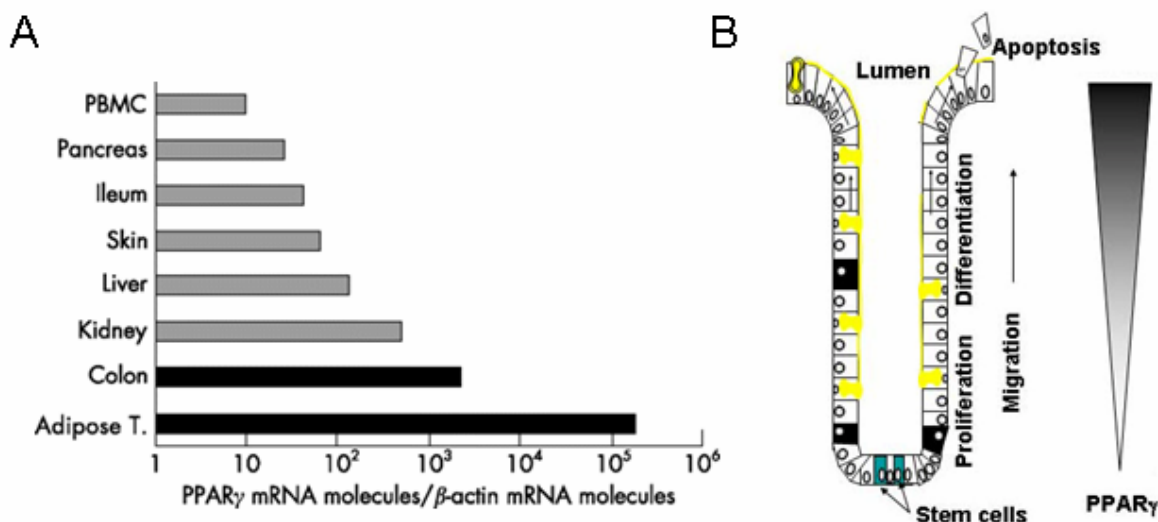 A
PBMC
Pancreas
Ileum
Skin
Liver
Kidney
Colon
Adipose T.
1 10 10² 10³ 10⁴ 10⁵ 10⁶
PPARγ mRNA molecules/β-actin mRNA molecules
B
Apoptosis
Lumen
Differentiation
Proliferation
Migration
Stem cells
PPARγ